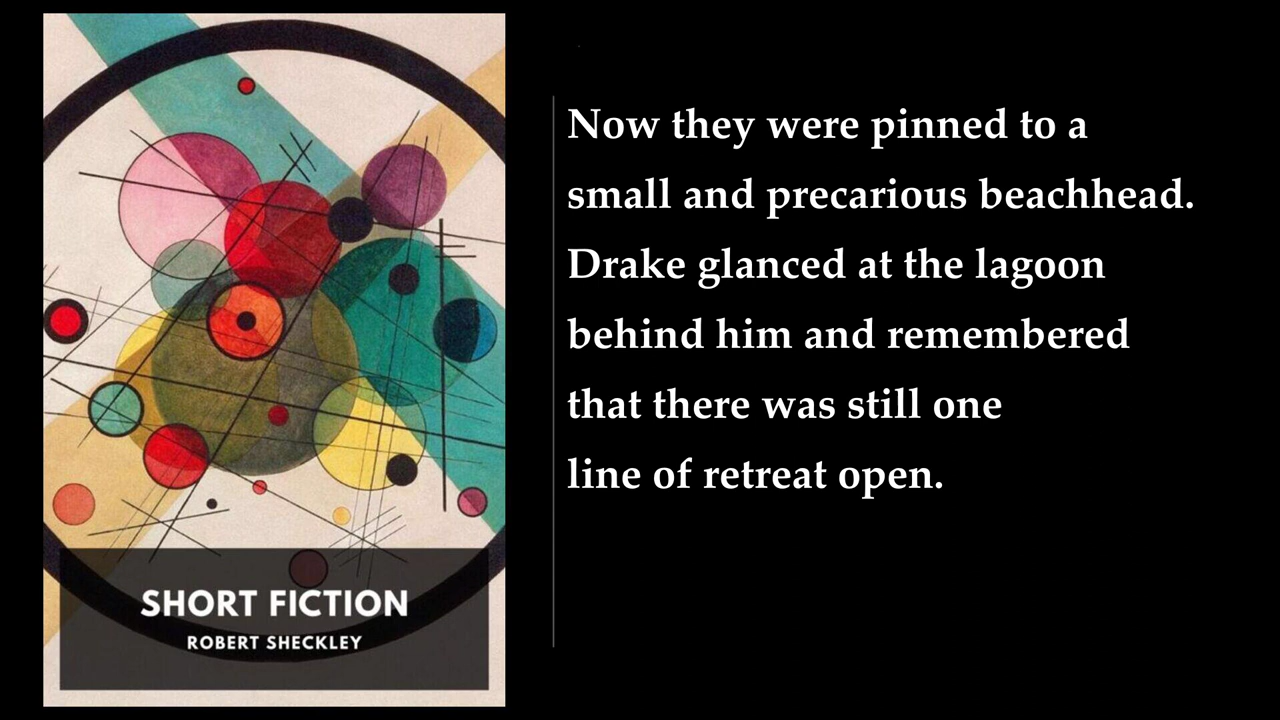 Now they were pinned to a
small and precarious beachhead.
Drake glanced at the lagoon
behind him and remembered
that there was still one
line of retreat open.
SHORT FICTION
ROBERT SHECKLEY